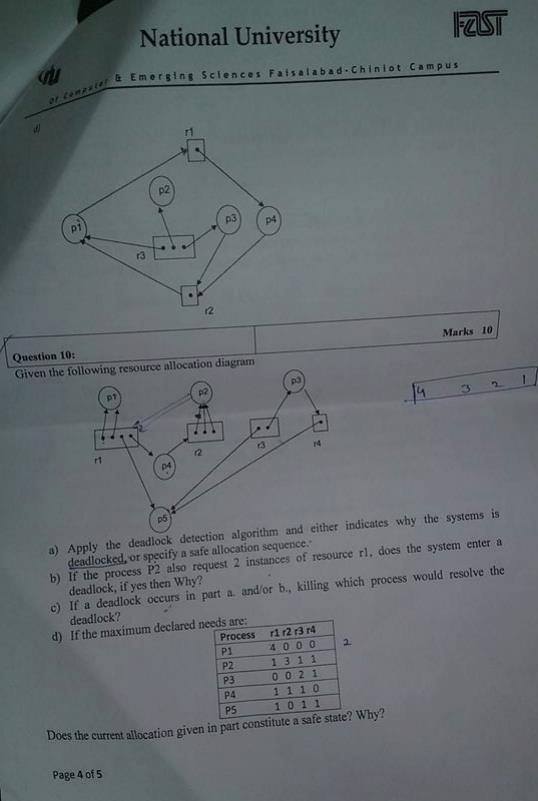 National University
FAST
nu
Of Computer & Emerging Sciences Faisalabad-Chiniot Campus
d)
r1
p2
p1
p3
p4
r3
r2
Question 10:
Marks 10
Given the following resource allocation diagram
4 3 2 1
p1
p2
p3
2
r1
p4
r2
r3
r4
p5
a) Apply the deadlock detection algorithm and either indicates why the systems is
deadlocked, or specify a safe allocation sequence.
b) If the process P2 also request 2 instances of resource r1, does the system enter a
deadlock, if yes then Why?
c) If a deadlock occurs in part a. and/or b., killing which process would resolve the
deadlock?
d) If the maximum declared needs are:
Process r1 r2 r3 r4
P1 4 0 0 0
2
P2 1 3 1 1
P3 0 0 2 1
P4 1 1 1 0
P5 1 0 1 1
Does the current allocation given in part constitute a safe state? Why?
Page 4 of 5